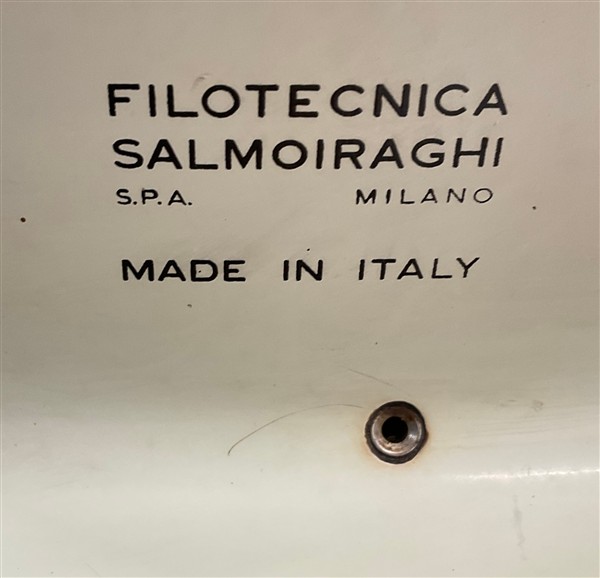 FILOTECNICA
SALMOIRAGHI
S.P.A. MILANO
MADE IN ITALY